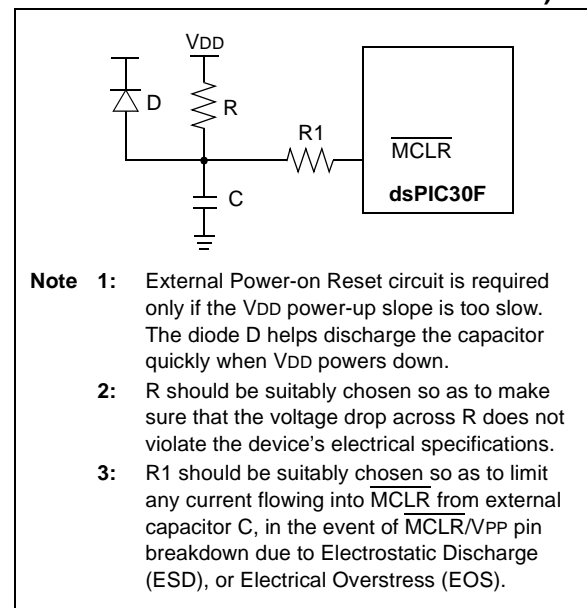 VDD
D
R
R1
MCLR
C
dsPIC30F
Note 1: External Power-on Reset circuit is required
only if the VDD power-up slope is too slow.
The diode D helps discharge the capacitor
quickly when VDD powers down.
2: R should be suitably chosen so as to make
sure that the voltage drop across R does not
violate the device's electrical specifications.
3: R1 should be suitably chosen so as to limit
any current flowing into MCLR from external
capacitor C, in the event of MCLR/VPP pin
breakdown due to Electrostatic Discharge
(ESD), or Electrical Overstress (EOS).